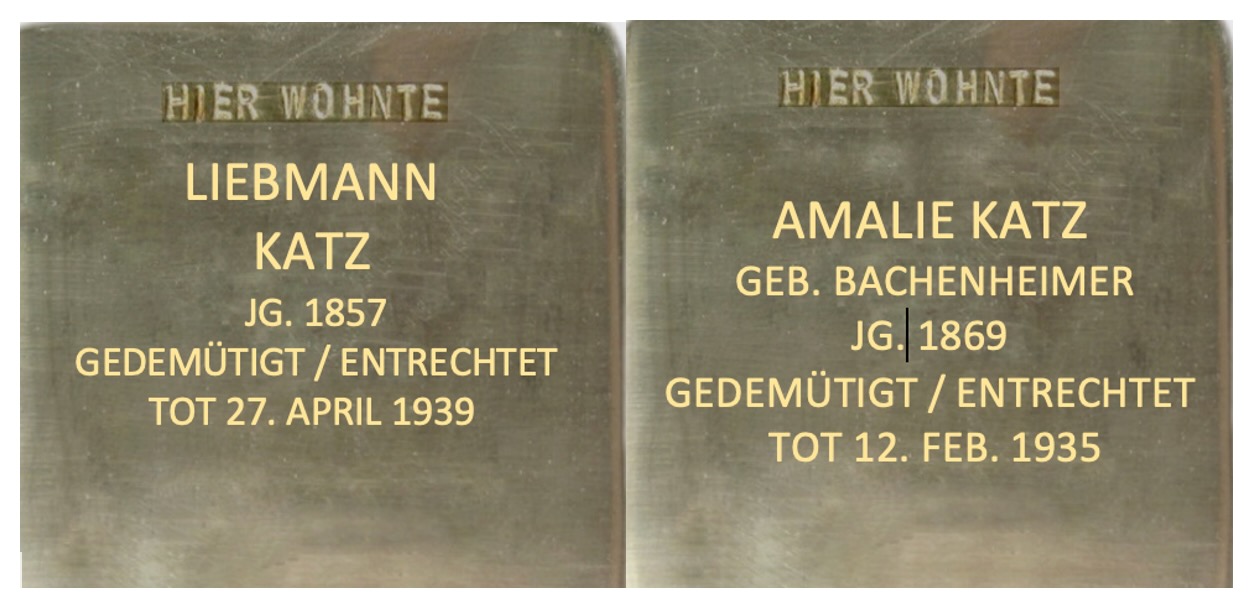 HIER WOHNTE
LIEBMANN
KATZ
JG. 1857
GEDEMÜTIGT / ENTRECHTET
TOT 27. APRIL 1939
HIER WOHNTE
AMALIE KATZ
GEB. BACHENHEIMER
JG. 1869
GEDEMÜTIGT / ENTRECHTET
TOT 12. FEB. 1935